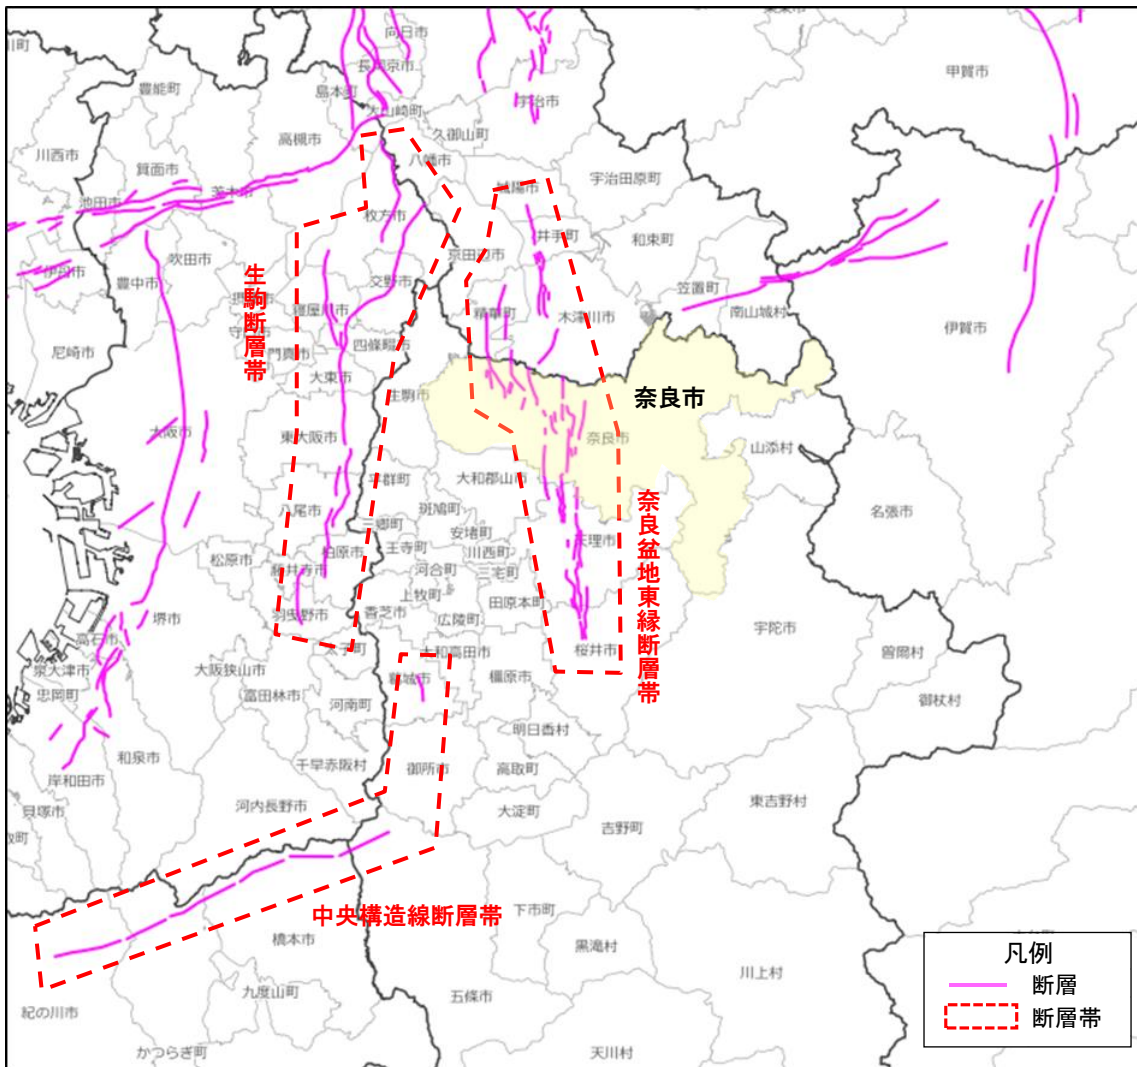 向日市
甲賀市
長岡京市
豊能町
島本町
大山崎町
宇治市
高槻市
久御山町
川西市
箕面市
八幡市
宇治田原町
池田市
茨木市
城陽市
枚方市
井手町
和束町
京田辺市
吹田市
伊丹市
豊中市
交野市
笠置町
精華町
木津川市
南山城村
寝屋川市
伊賀市
生駒断層帯
尼崎市
門真市
四條畷市
大東市
生駒市
奈良市
大阪市
東大阪市
奈良市
山添村
平群町
大和郡山市
八尾市
斑鳩町
名張市
三郷町
安堵町
天理市
松原市
柏原市
王寺町
川西町
藤井寺市
河合町
三宅町
奈良盆地東縁断層帯
上牧町
田原本町
羽曳野市
香芝市
広陵町
堺市
宇陀市
高石市
太子町
大和高田市
桜井市
曽爾村
泉大津市
大阪狭山市
葛城市
橿原市
忠岡町
富田林市
御杖村
河南町
明日香村
和泉市
千早赤阪村
御所市
高取町
岸和田市
東吉野村
貝塚市
河内長野市
大淀町
吉野町
中央構造線断層帯
下市町
橋本市
黒滝村
川上村
九度山町
五條市
紀の川市
かつらぎ町
天川村
凡例
断層
断層帯